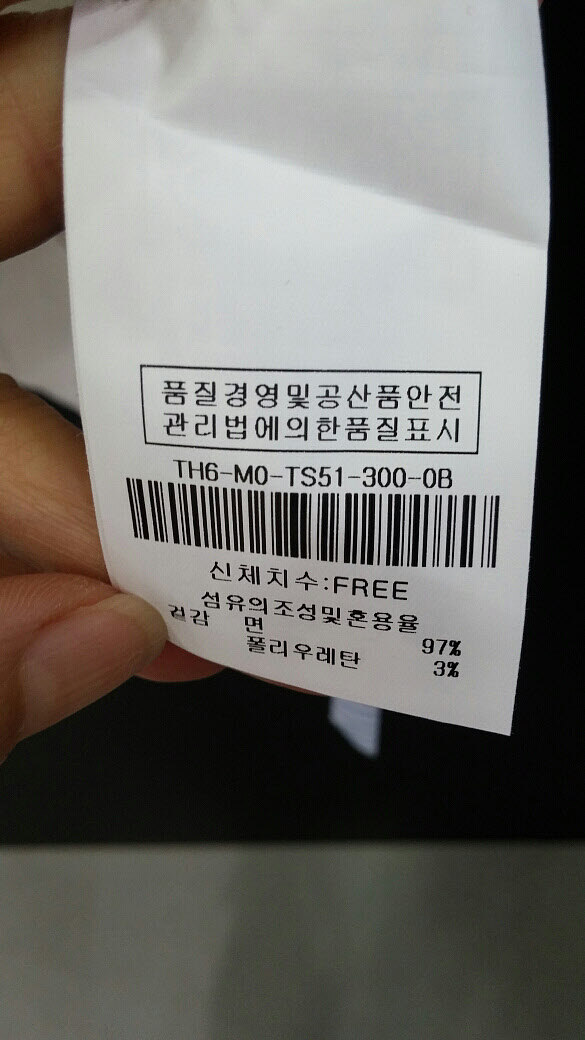 품질경영및공산품안전
관리법에의한품질표시
TH6-MO-TS51-300-0B
신체치수:FREE
섬유의조성및혼용율
겉감 면 97%
폴리우레탄 3%